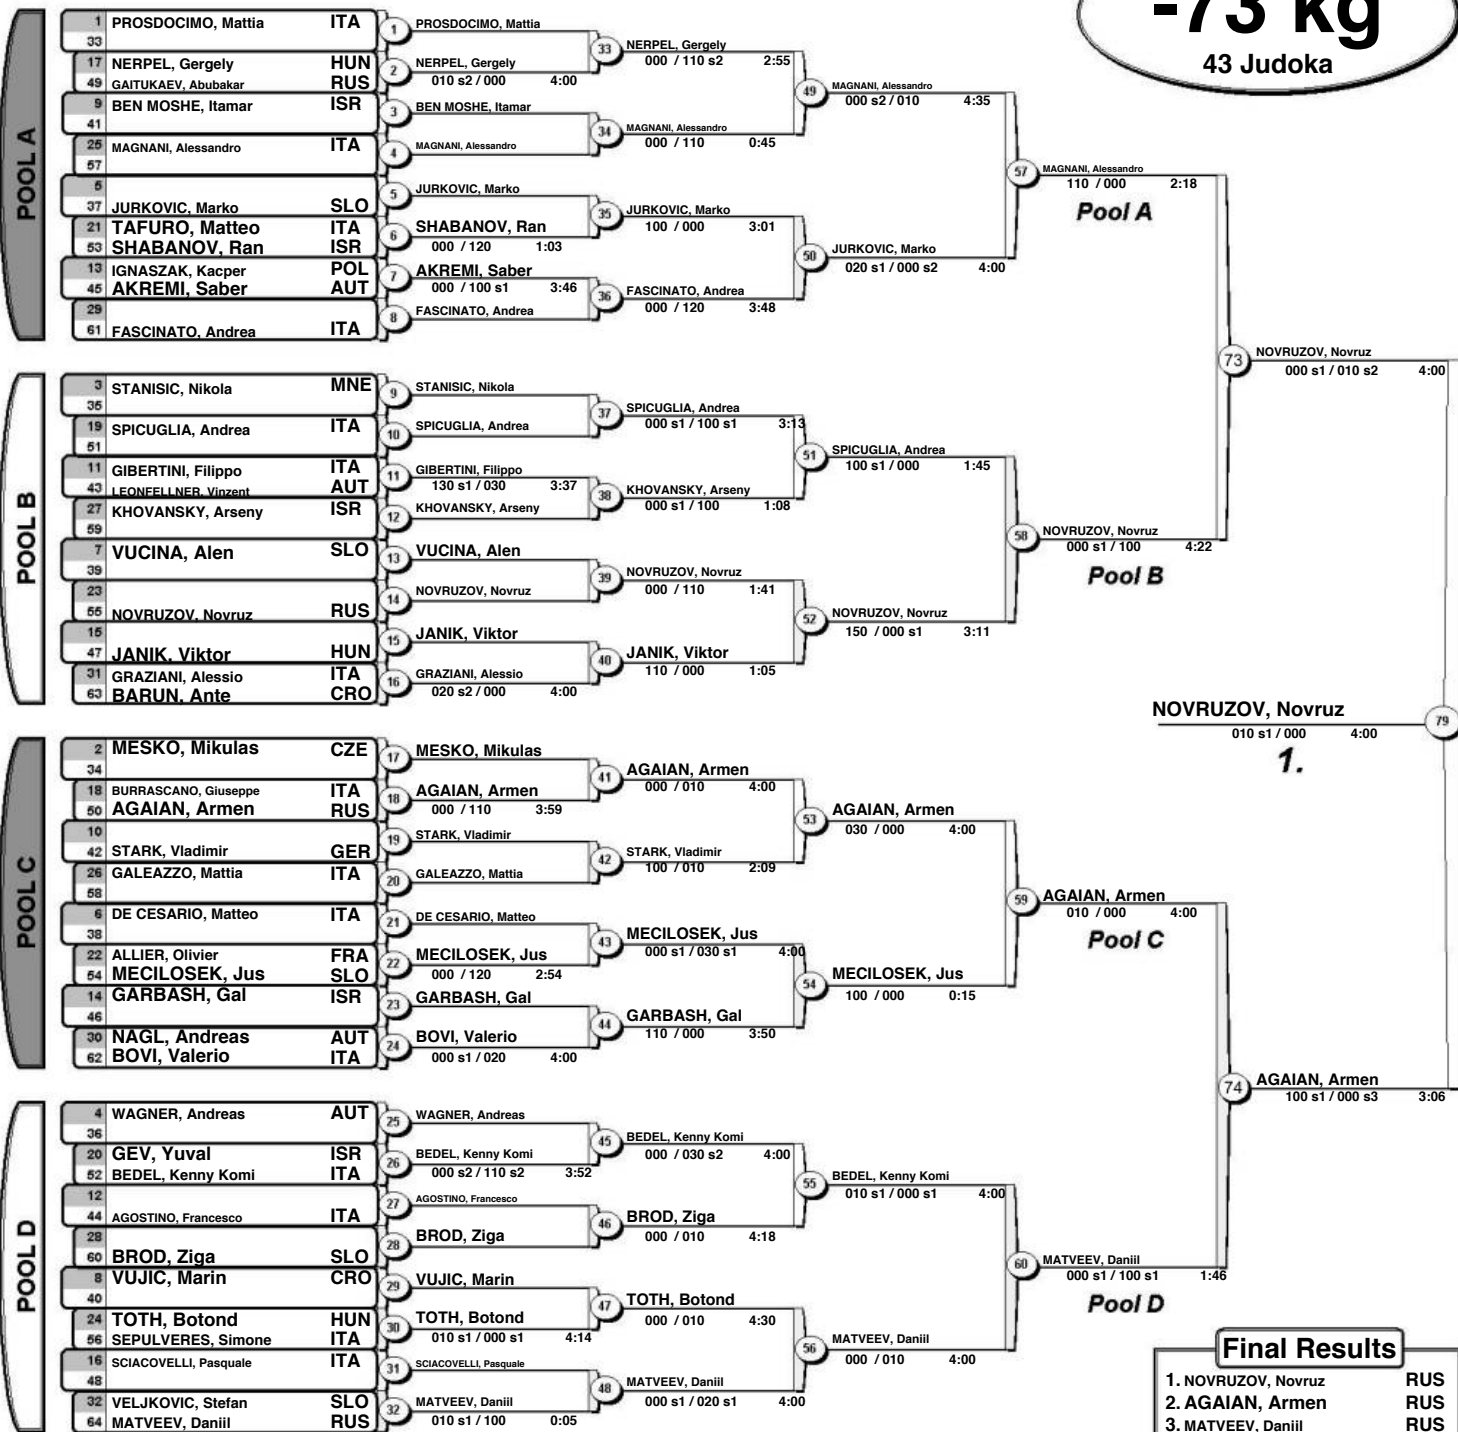 -73 kg
43 Judoka
POOL A
1 PROSDOCIMO, Mattia ITA
33
17 NERPEL, Gergely HUN
49 GAITUKAEV, Abubakar RUS
9 BEN MOSHE, Itamar ISR
41
25 MAGNANI, Alessandro ITA
57
5
37 JURKOVIC, Marko SLO
21 TAFURO, Matteo ITA
53 SHABANOV, Ran ISR
13 IGNASZAK, Kacper POL
45 AKREMI, Saber AUT
29
61 FASCINATO, Andrea ITA
1 PROSDOCIMO, Mattia
2 NERPEL, Gergely
010 s2 / 000 4:00
3 BEN MOSHE, Itamar
4 MAGNANI, Alessandro
5 JURKOVIC, Marko
6 SHABANOV, Ran
000 / 120 1:03
7 AKREMI, Saber
000 / 100 s1 3:46
8 FASCINATO, Andrea
33 NERPEL, Gergely
000 / 110 s2 2:55
34 MAGNANI, Alessandro
000 / 110 0:45
35 JURKOVIC, Marko
100 / 000 3:01
36 FASCINATO, Andrea
000 / 120 3:48
49 MAGNANI, Alessandro
000 s2 / 010 4:35
50 JURKOVIC, Marko
020 s1 / 000 s2 4:00
57 MAGNANI, Alessandro
110 / 000 2:18
Pool A
POOL B
3 STANISIC, Nikola MNE
35
19 SPICUGLIA, Andrea ITA
51
11 GIBERTINI, Filippo ITA
43 LEONFELLNER, Vinzent AUT
27 KHOVANSKY, Arseny ISR
59
7 VUCINA, Alen SLO
39
23
55 NOVRUZOV, Novruz RUS
15
47 JANIK, Viktor HUN
31 GRAZIANI, Alessio ITA
63 BARUN, Ante CRO
9 STANISIC, Nikola
10 SPICUGLIA, Andrea
11 GIBERTINI, Filippo
130 s1 / 030 3:37
12 KHOVANSKY, Arseny
13 VUCINA, Alen
14 NOVRUZOV, Novruz
15 JANIK, Viktor
16 GRAZIANI, Alessio
020 s2 / 000 4:00
37 SPICUGLIA, Andrea
000 s1 / 100 s1 3:13
38 KHOVANSKY, Arseny
000 s1 / 100 1:08
39 NOVRUZOV, Novruz
000 / 110 1:41
40 JANIK, Viktor
110 / 000 1:05
51 SPICUGLIA, Andrea
100 s1 / 000 1:45
52 NOVRUZOV, Novruz
150 / 000 s1 3:11
58 NOVRUZOV, Novruz
000 s1 / 100 4:22
Pool B
73 NOVRUZOV, Novruz
000 s1 / 010 s2 4:00
NOVRUZOV, Novruz 79
010 s1 / 000 4:00
1.
POOL C
2 MESKO, Mikulas CZE
34
18 BURRASCANO, Giuseppe ITA
50 AGAIAN, Armen RUS
10
42 STARK, Vladimir GER
26 GALEAZZO, Mattia ITA
58
6 DE CESARIO, Matteo ITA
38
22 ALLIER, Olivier FRA
54 MECILOSEK, Jus SLO
14 GARBASH, Gal ISR
46
30 NAGL, Andreas AUT
62 BOVI, Valerio ITA
17 MESKO, Mikulas
18 AGAIAN, Armen
000 / 110 3:59
19 STARK, Vladimir
20 GALEAZZO, Mattia
21 DE CESARIO, Matteo
22 MECILOSEK, Jus
000 / 120 2:54
23 GARBASH, Gal
24 BOVI, Valerio
000 s1 / 020 4:00
41 AGAIAN, Armen
000 / 010 4:00
42 STARK, Vladimir
100 / 010 2:09
43 MECILOSEK, Jus
000 s1 / 030 s1 4:00
44 GARBASH, Gal
110 / 000 3:50
53 AGAIAN, Armen
030 / 000 4:00
54 MECILOSEK, Jus
100 / 000 0:15
59 AGAIAN, Armen
010 / 000 4:00
Pool C
POOL D
4 WAGNER, Andreas AUT
36
20 GEV, Yuval ISR
52 BEDEL, Kenny Komi ITA
12
44 AGOSTINO, Francesco ITA
28
60 BROD, Ziga SLO
8 VUJIC, Marin CRO
40
24 TOTH, Botond HUN
56 SEPULVERES, Simone ITA
16 SCIACOVELLI, Pasquale ITA
48
32 VELJKOVIC, Stefan SLO
64 MATVEEV, Daniil RUS
25 WAGNER, Andreas
26 BEDEL, Kenny Komi
000 s2 / 110 s2 3:52
27 AGOSTINO, Francesco
28 BROD, Ziga
29 VUJIC, Marin
30 TOTH, Botond
010 s1 / 000 s1 4:14
31 SCIACOVELLI, Pasquale
32 MATVEEV, Daniil
010 s1 / 100 0:05
45 BEDEL, Kenny Komi
000 / 030 s2 4:00
46 BROD, Ziga
000 / 010 4:18
47 TOTH, Botond
000 / 010 4:30
48 MATVEEV, Daniil
000 s1 / 020 s1 4:00
55 BEDEL, Kenny Komi
010 s1 / 000 s1 4:00
56 MATVEEV, Daniil
000 / 010 4:00
60 MATVEEV, Daniil
000 s1 / 100 s1 1:46
Pool D
74 AGAIAN, Armen
100 s1 / 000 s3 3:06
Final Results
1. NOVRUZOV, Novruz RUS
2. AGAIAN, Armen RUS
3. MATVEEV, Daniil RUS